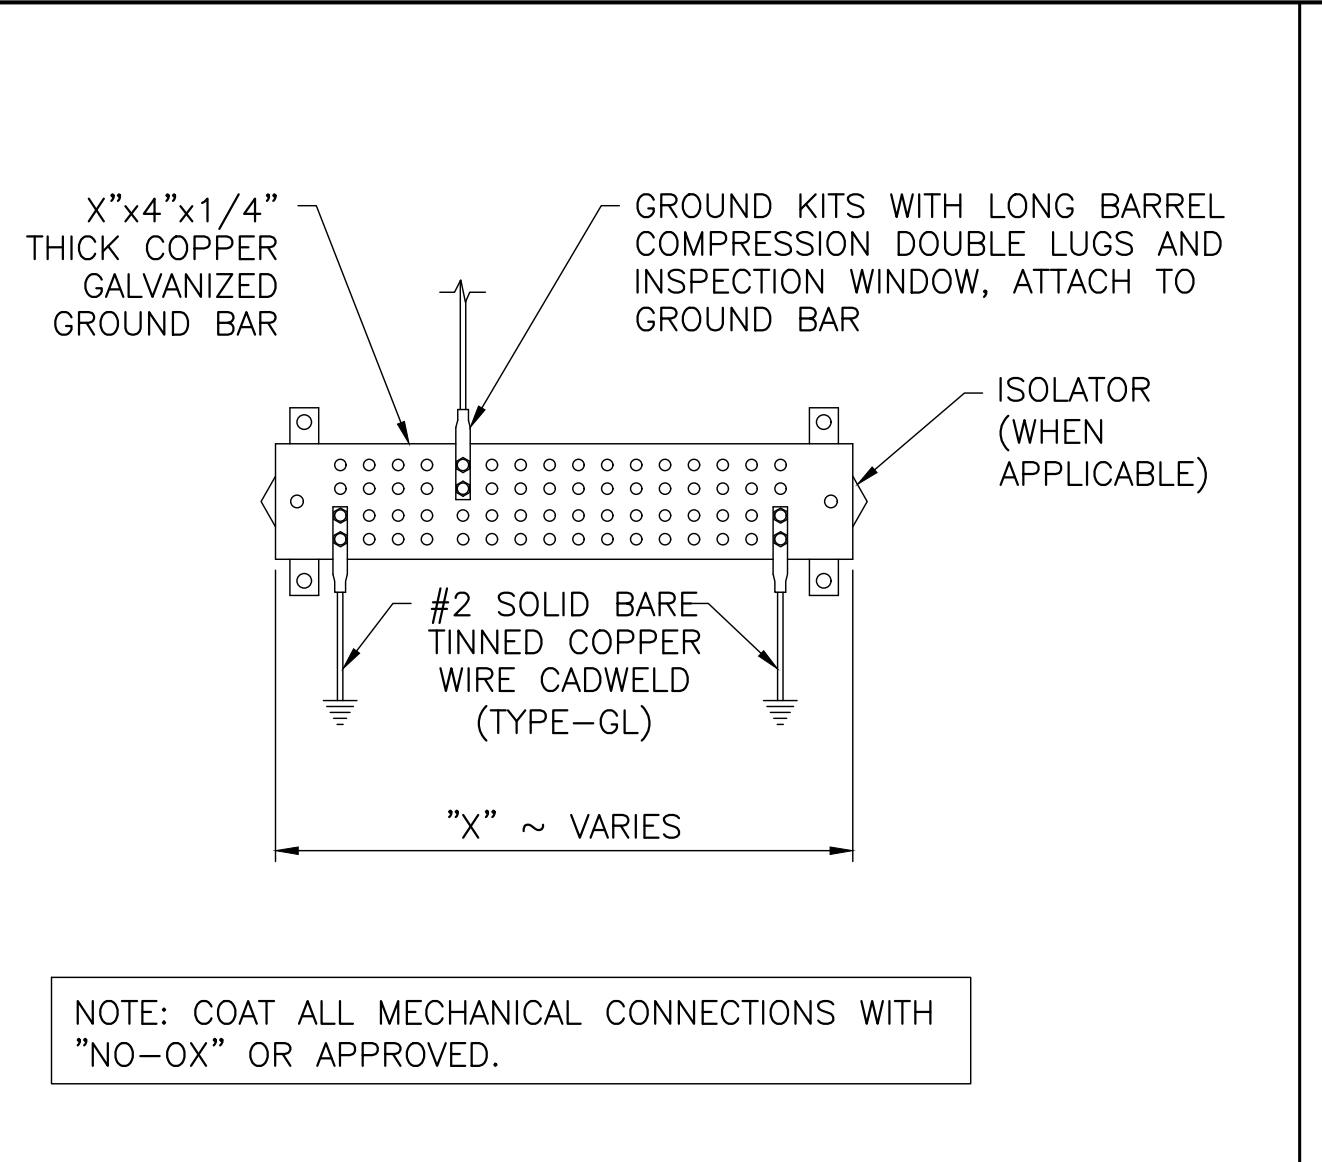 X”x4”x1/4”
THICK COPPER
GALVANIZED
GROUND BAR
GROUND KITS WITH LONG BARREL
COMPRESSION DOUBLE LUGS AND
INSPECTION WINDOW, ATTACH TO
GROUND BAR
ISOLATOR
(WHEN
APPLICABLE)
#2 SOLID BARE
TINNED COPPER
WIRE CADWELD
(TYPE–GL)
”X” ~ VARIES
NOTE: COAT ALL MECHANICAL CONNECTIONS WITH
”NO–OX” OR APPROVED.